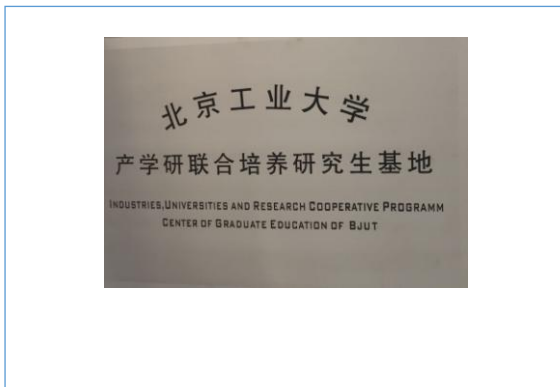 北京工业大学
产学研联合培养研究生基地
INDUSTRIES,UNIVERSITIES AND RESEARCH COOPERATIVE PROGRAMM
CENTER OF GRADUATE EDUCATION OF BJUT